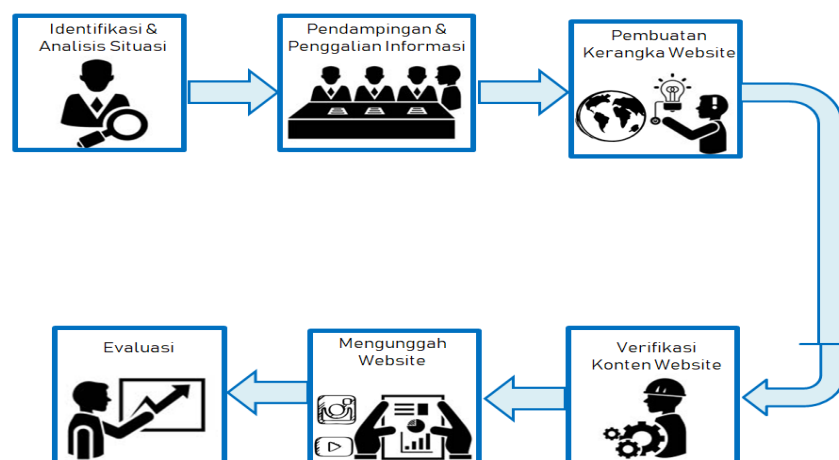 Identifikasi &
Analisis Situasi
Pendampingan &
Penggalian Informasi
Pembuatan
Kerangka Website
Verifikasi
Konten Website
Mengunggah
Website
Evaluasi